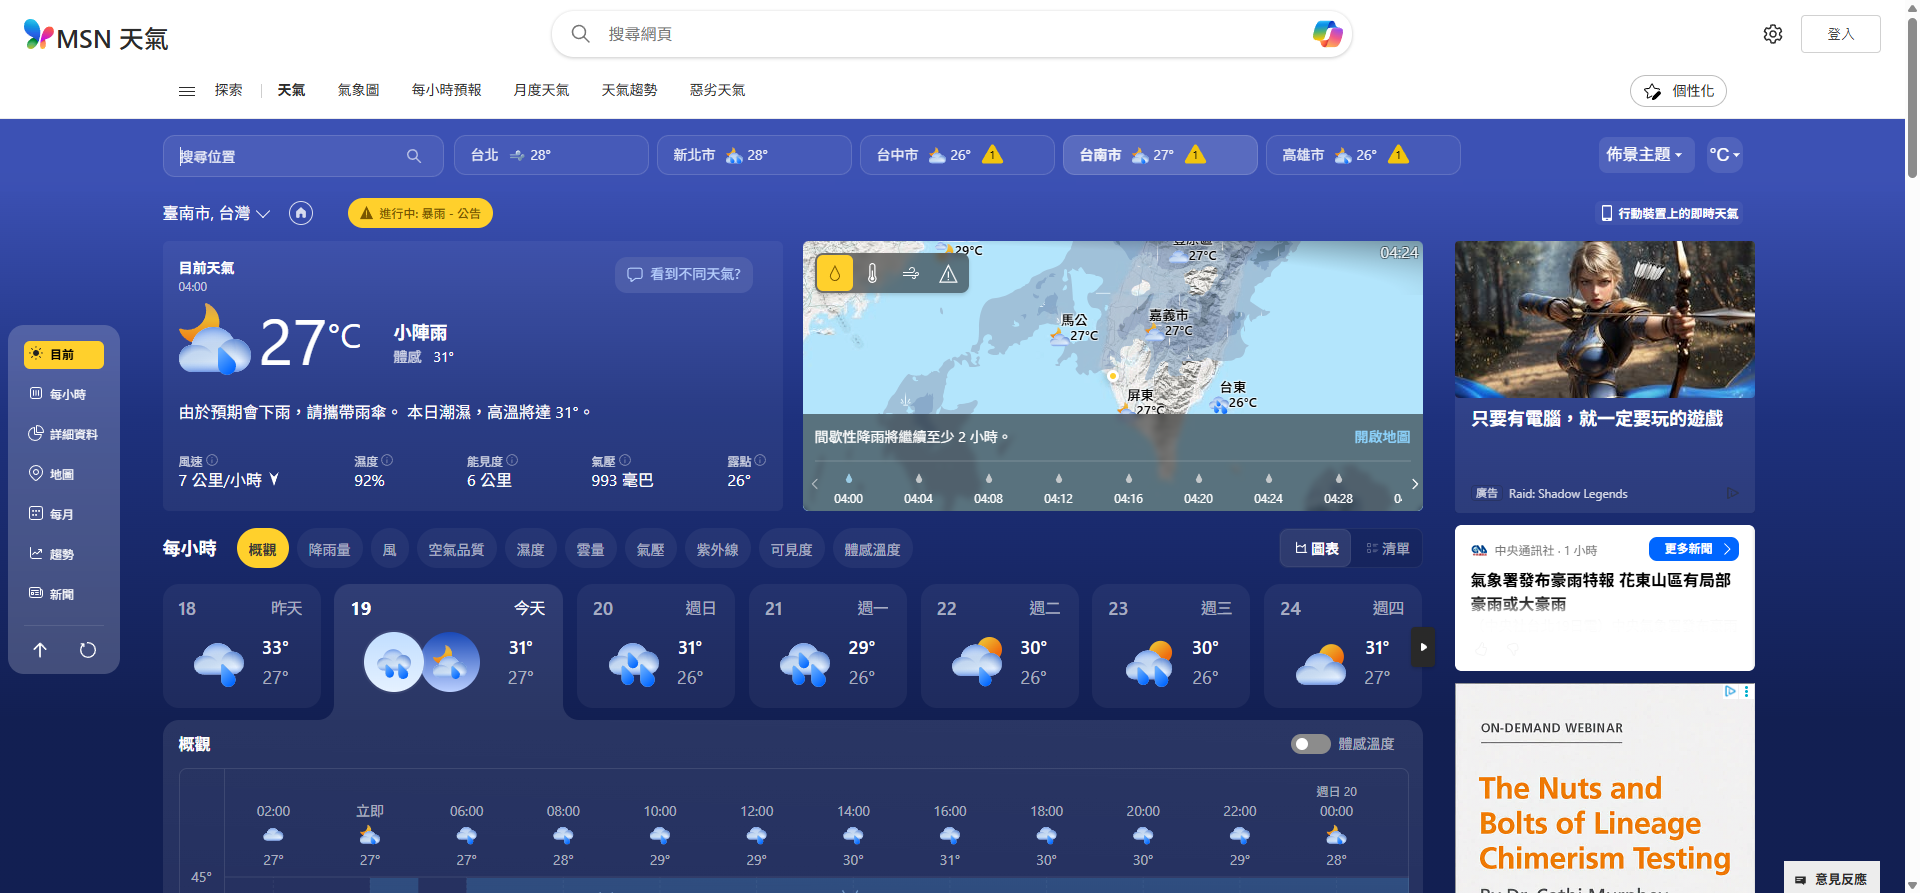 MSN 天氣
搜尋網頁
登入
探索
天氣
氣象圖
每小時預報
月度天氣
天氣趨勢
惡劣天氣
個性化
搜尋位置
台北 28°
新北市 28°
台中市 26° 1
台南市 27° 1
高雄市 26° 1
佈景主題
°C
臺南市, 台灣
進行中: 暴雨 - 公告
行動裝置上的即時天氣
目前天氣
04:00
看到不同天氣?
27°C
小陣雨
體感 31°
由於預期會下雨，請攜帶雨傘。 本日潮濕，高溫將達 31°。
風速
7 公里/小時
濕度
92%
能見度
6 公里
氣壓
993 毫巴
露點
26°
29°C
27°C
04:24
馬公
27°C
嘉義市
27°C
屏東
27°C
台東
26°C
間歇性降雨將繼續至少 2 小時。
開啟地圖
04:00
04:04
04:08
04:12
04:16
04:20
04:24
04:28
只要有電腦，就一定要玩的遊戲
廣告 Raid: Shadow Legends
目前
每小時
詳細資料
地圖
每月
趨勢
新聞
每小時
概觀
降雨量
風
空氣品質
濕度
雲量
氣壓
紫外線
可見度
體感溫度
圖表
清單
中央通訊社 · 1 小時
更多新聞
氣象署發布豪雨特報 花東山區有局部
豪雨或大豪雨
18 昨天
33°
27°
19 今天
31°
27°
20 週日
31°
26°
21 週一
29°
26°
22 週二
30°
26°
23 週三
30°
26°
24 週四
31°
27°
概觀
體感溫度
週日 20
02:00
立即
06:00
08:00
10:00
12:00
14:00
16:00
18:00
20:00
22:00
00:00
27°
27°
27°
28°
29°
29°
30°
31°
30°
30°
29°
28°
45°
ON-DEMAND WEBINAR
The Nuts and
Bolts of Lineage
Chimerism Testing
意見反應